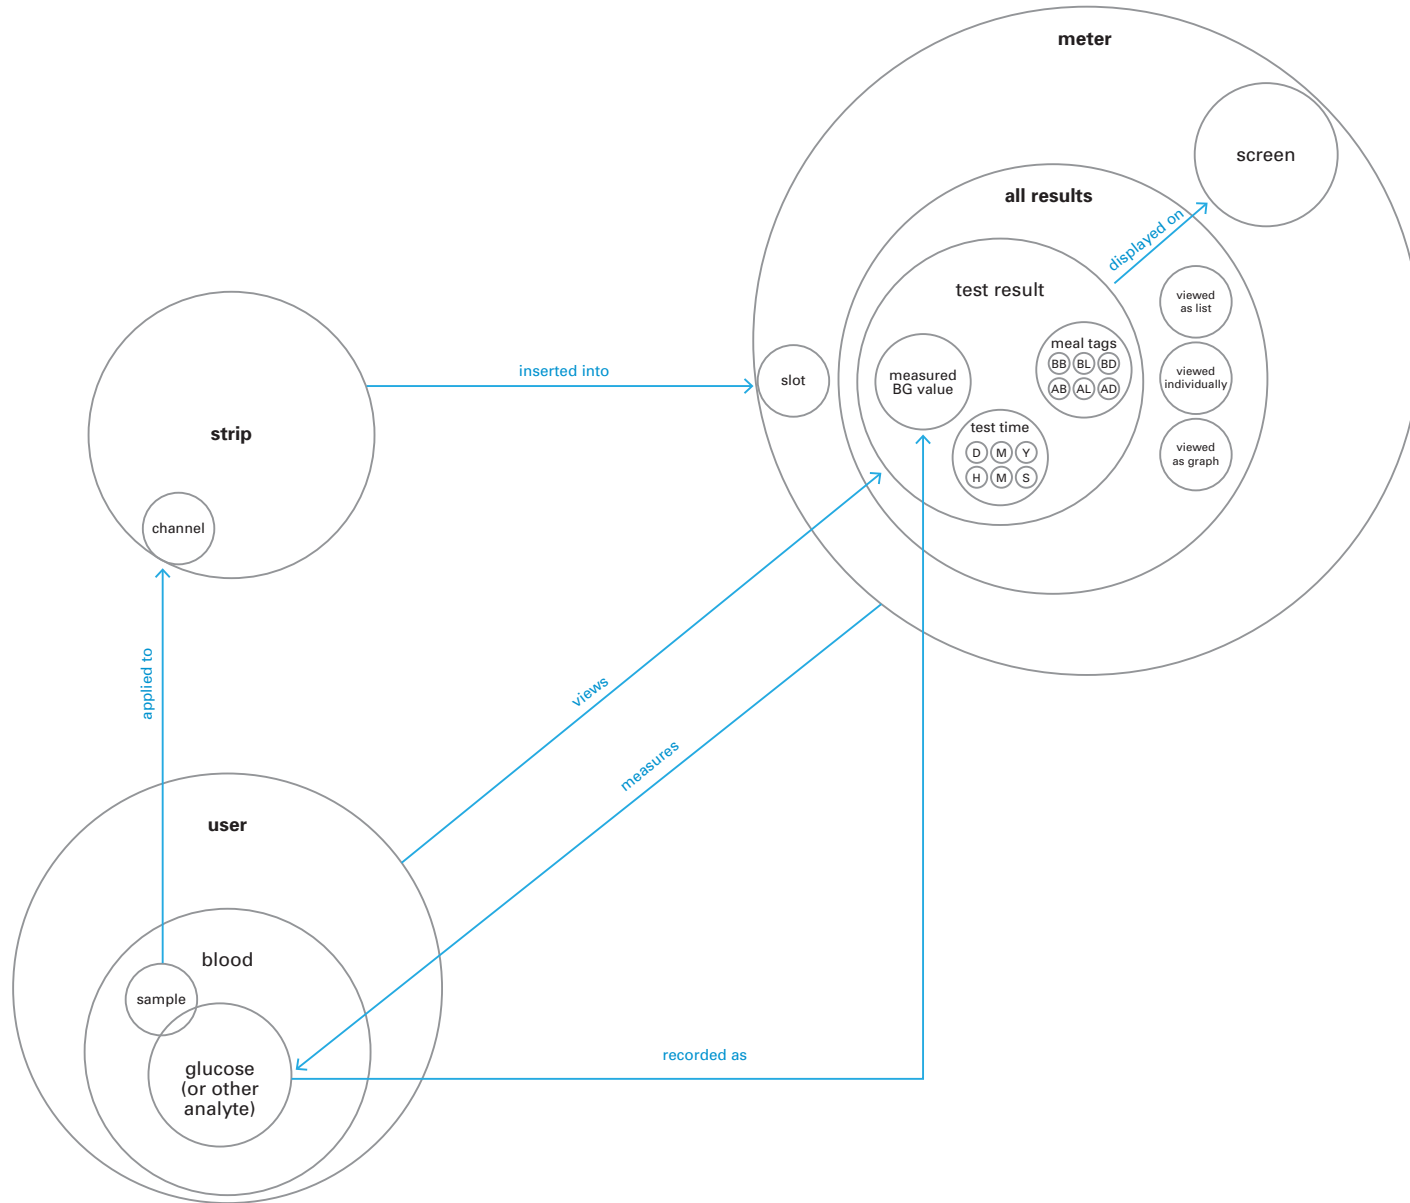 meter
screen
all results
displayed on
test result
viewed
as list
meal tags
BB BL BD
AB AL AD
inserted into
slot
measured
BG value
viewed
individually
test time
D M Y
H M S
viewed
as graph
strip
channel
applied to
views
measures
user
blood
sample
recorded as
glucose
(or other
analyte)